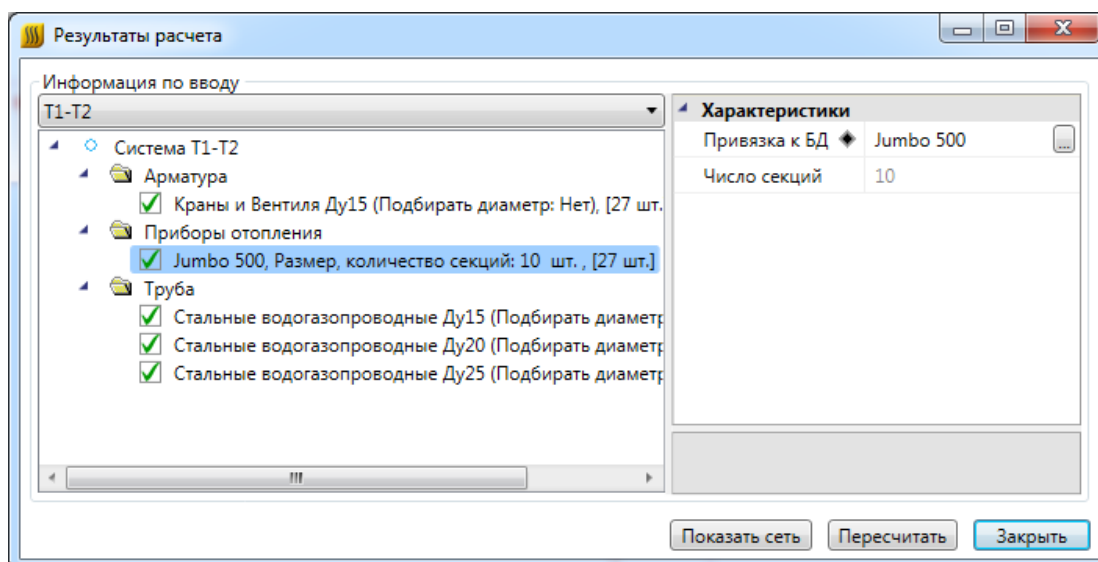 Результаты расчета
Информация по вводу
Т1-Т2
Система Т1-Т2
Арматура
Краны и Вентиля Ду15 (Подбирать диаметр: Нет), [27 шт.
Приборы отопления
Jumbo 500, Размер, количество секций: 10 шт. , [27 шт.]
Труба
Стальные водогазопроводные Ду15 (Подбирать диаметр
Стальные водогазопроводные Ду20 (Подбирать диаметр
Стальные водогазопроводные Ду25 (Подбирать диаметр
Характеристики
Привязка к БД Jumbo 500 ...
Число секций 10
Показать сеть Пересчитать Закрыть